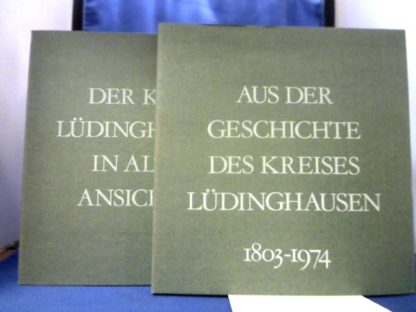 DER K
LÜDINGH
IN AL
ANSIC
AUS DER
GESCHICHTE
DES KREISES
LÜDINGHAUSEN
1803-1974